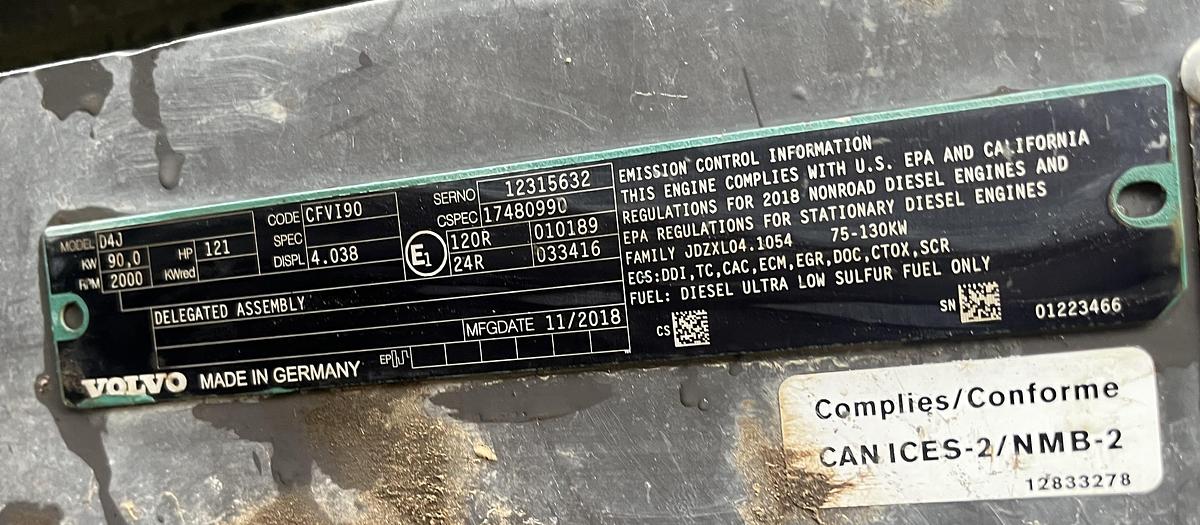 MODEL D4J
KW 90,0 HP 121
RPM 2000 KWred
CODE CFVI90
SPEC
DISPL 4.038
SERNO 12315632
CSPEC 17480990
E1 120R 010189
24R 033416
DELEGATED ASSEMBLY
MFGDATE 11/2018
EP
VOLVO MADE IN GERMANY
EMISSION CONTROL INFORMATION
THIS ENGINE COMPLIES WITH U.S. EPA AND CALIFORNIA
REGULATIONS FOR 2018 NONROAD DIESEL ENGINES AND
EPA REGULATIONS FOR STATIONARY DIESEL ENGINES
FAMILY JDZXL04.1054 75-130KW
ECS:DDI,TC,CAC,ECM,EGR,DOC,CTOX,SCR
FUEL: DIESEL ULTRA LOW SULFUR FUEL ONLY
CS
SN 01223466
Complies/Conforme
CAN ICES-2/NMB-2
12833278